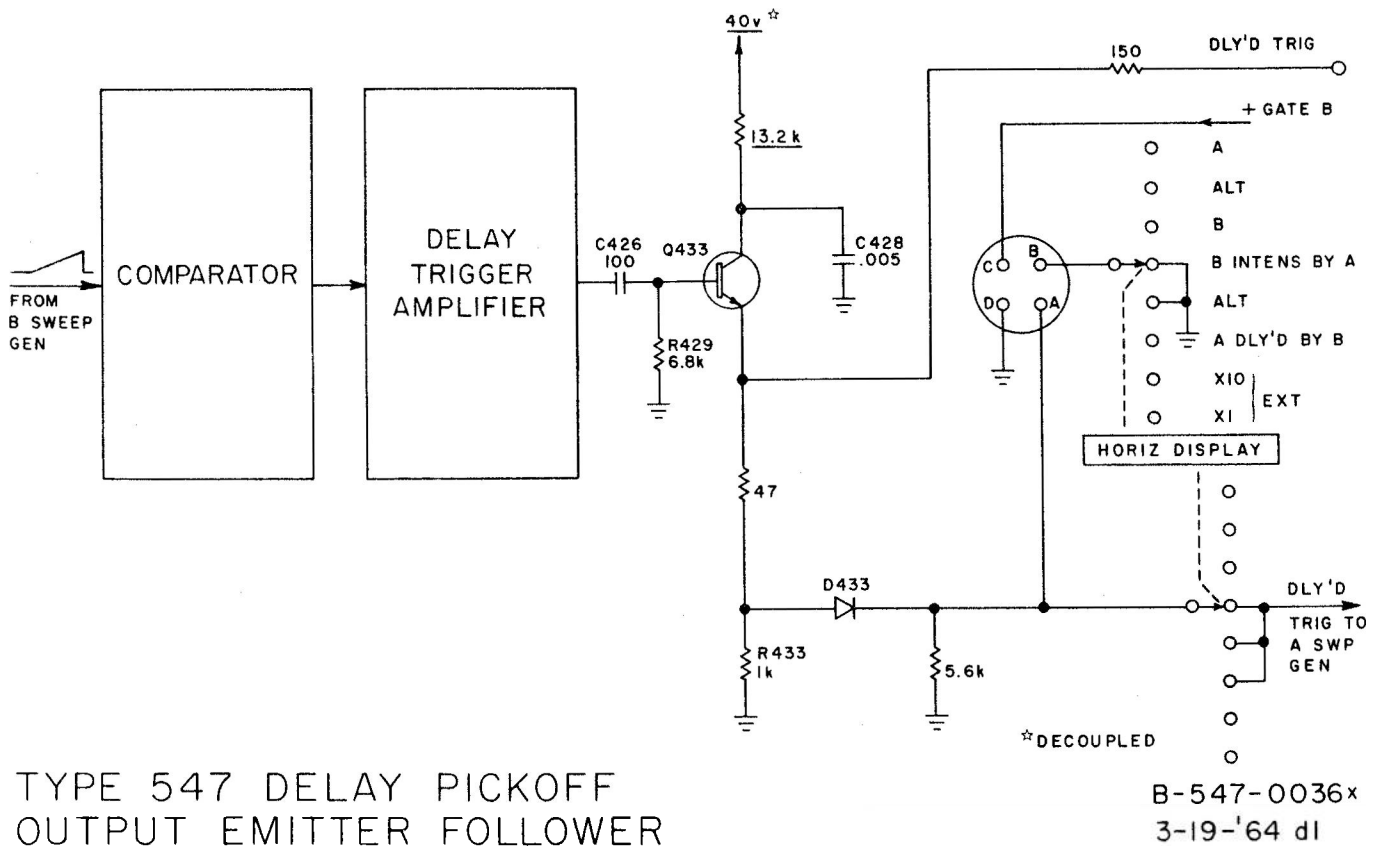 40v ☆
150
DLY'D TRIG
+ GATE B
13.2k
A
ALT
B
C426
100
Q433
C428
.005
C
B
D
A
B INTENS BY A
ALT
A DLY'D BY B
X10
X1
EXT
COMPARATOR
DELAY
TRIGGER
AMPLIFIER
FROM
B SWEEP
GEN
R429
6.8k
HORIZ DISPLAY
47
D433
DLY'D
TRIG TO
A SWP
GEN
R433
1k
5.6k
☆DECOUPLED
TYPE 547 DELAY PICKOFF
OUTPUT EMITTER FOLLOWER
B-547-0036x
3-19-'64 dl